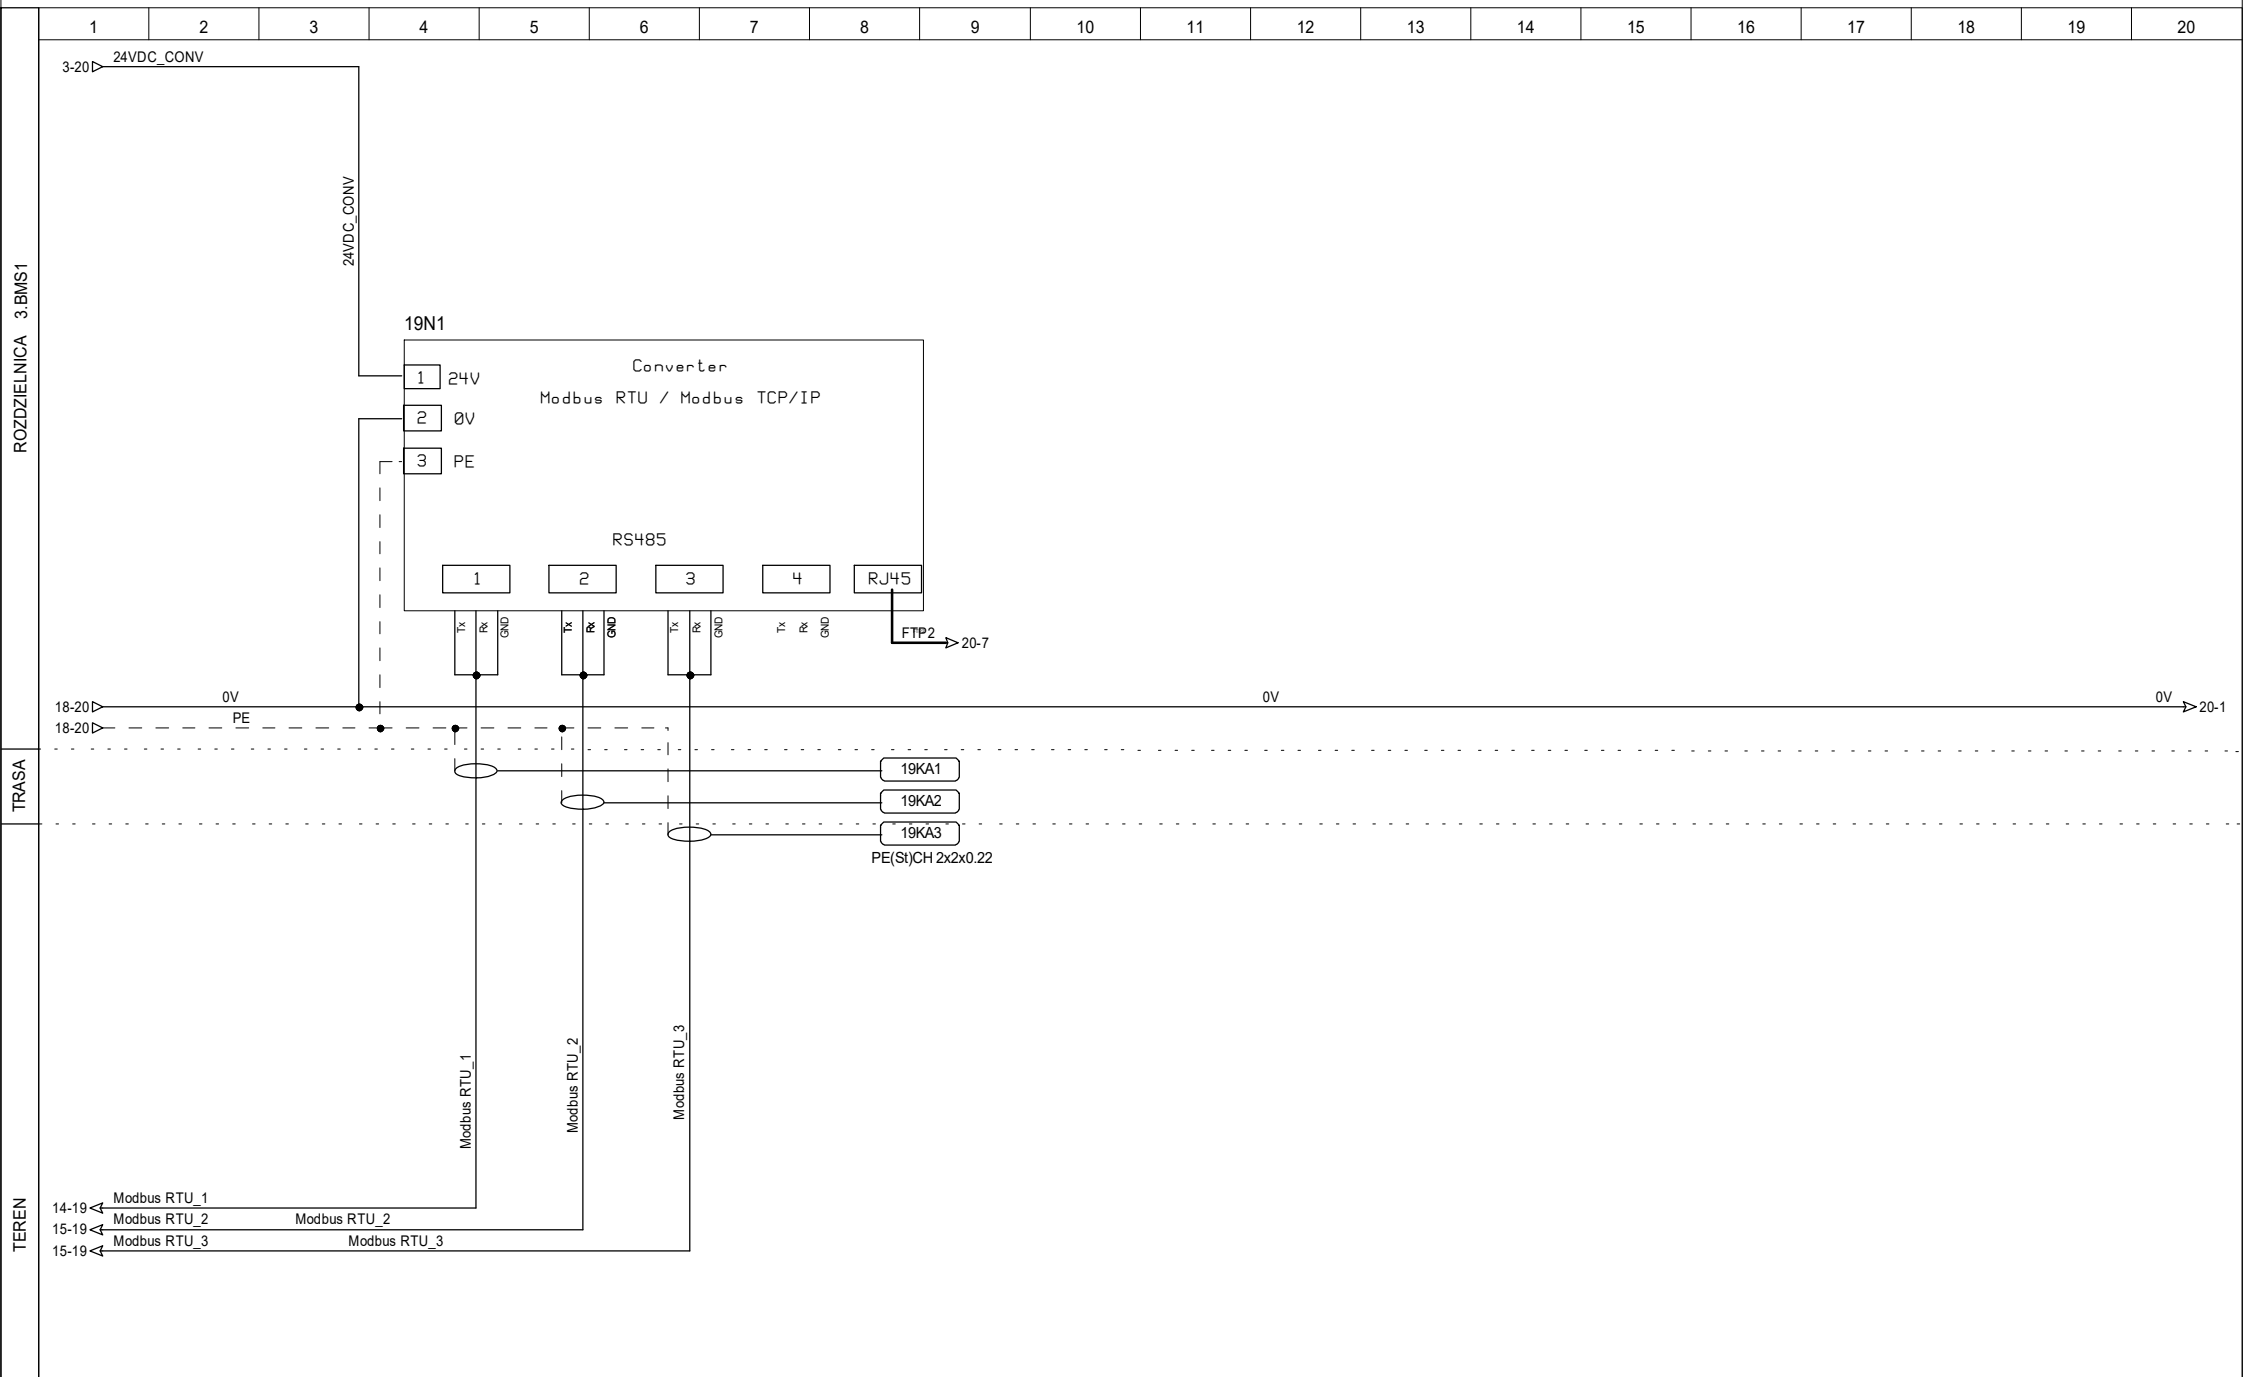 1 2 3 4 5 6 7 8 9 10 11 12 13 14 15 16 17 18 19 20
24VDC_CONV
3-20
24VDC_CONV
ROZDZIELNICA 3.BMS1
19N1
Converter
1 24V
Modbus RTU / Modbus TCP/IP
2 0V
3 PE
RS485
1 2 3 4 RJ45
Tx Rx GND Tx Rx GND Tx Rx GND Tx Rx GND
FTP2 20-7
0V 0V 0V
18-20 20-1
PE
18-20
TRASA
19KA1
19KA2
19KA3
PE(St)CH 2x2x0.22
Modbus RTU_1
Modbus RTU_2
Modbus RTU_3
TEREN
14-19 Modbus RTU_1
15-19 Modbus RTU_2 Modbus RTU_2
15-19 Modbus RTU_3 Modbus RTU_3